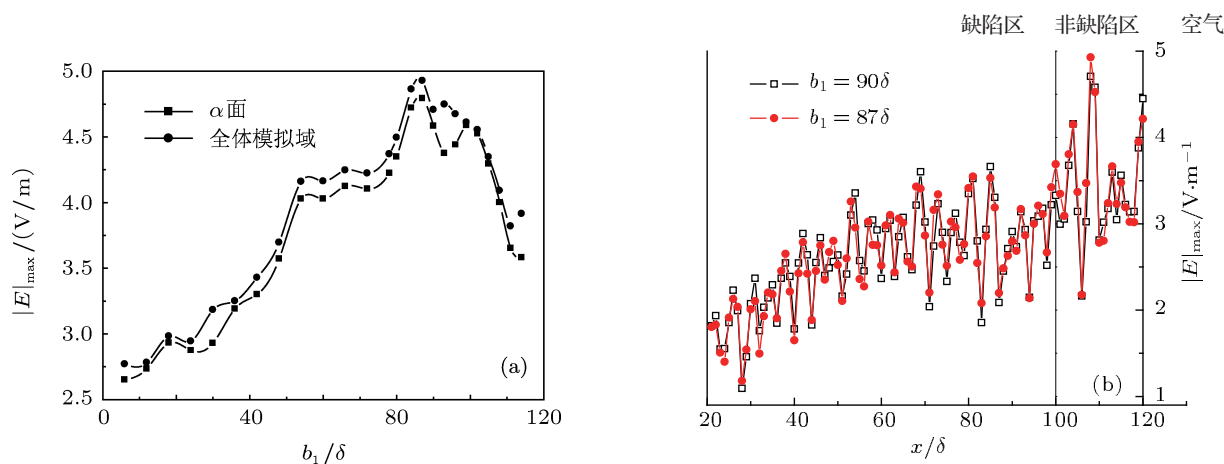 缺陷区 非缺陷区 空气
5.0
4.5
4.0
3.5
3.0
2.5
|E|max/(V/m)
α面
全体模拟域
(a)
0 40 80 120
b₁/δ
b₁ = 90δ
b₁ = 87δ
5
4
3
2
1
|E|max/V·m⁻¹
(b)
20 40 60 80 100 120
x/δ